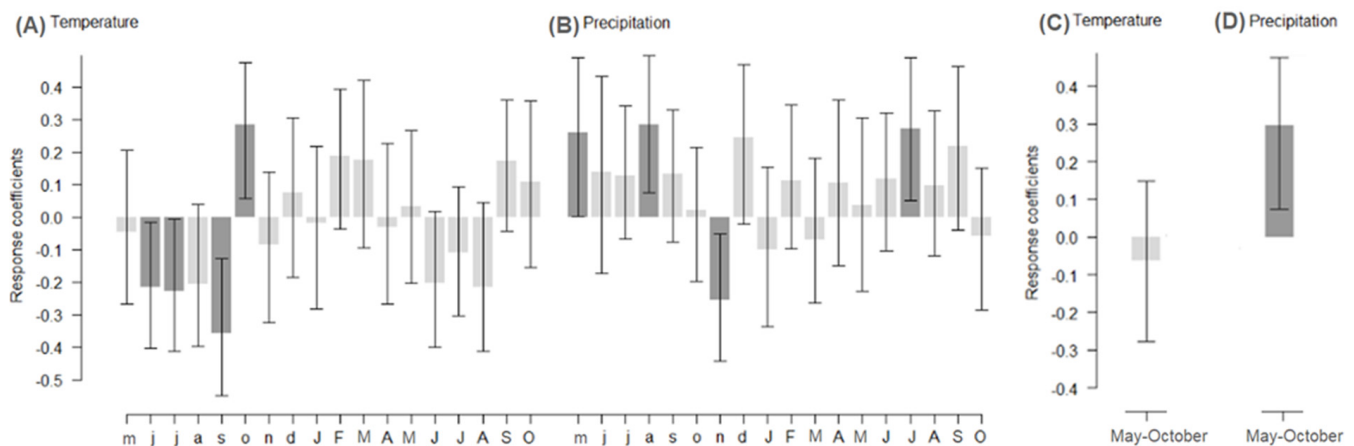 (A) Temperature
(B) Precipitation
(C) Temperature
(D) Precipitation
Response coefficients
0.4
0.3
0.2
0.1
0.0
-0.1
-0.2
-0.3
-0.4
-0.5
m j j a s o n d J F M A M J J A S O
m j j a s o n d J F M A M J J A S O
Response coefficients
0.4
0.3
0.2
0.1
0.0
-0.1
-0.2
-0.3
-0.4
May-October
May-October